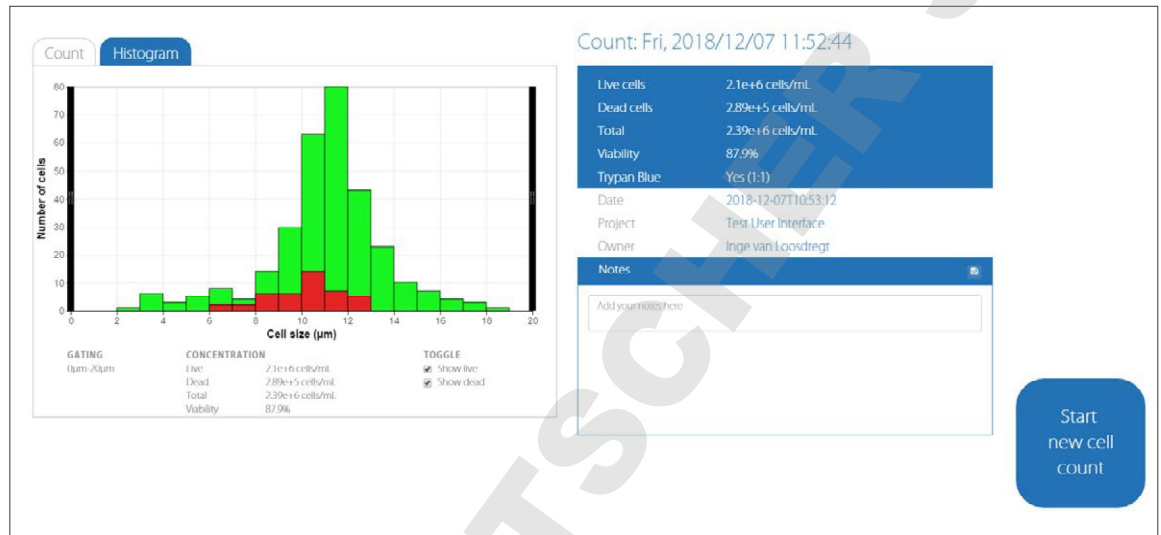 Count Histogram
80
70
60
50
40
30
20
10
0
Number of cells
0 2 4 6 8 10 12 14 16 18 20
Cell size (µm)
GATING CONCENTRATION TOGGLE
0µm-20µm Live 2.1e+6 cells/mL Show live
Dead 2.89e+5 cells/mL Show dead
Total 2.39e+6 cells/mL
Viability 87.9%
Count: Fri, 2018/12/07 11:52:44
Live cells 2.1e+6 cells/mL
Dead cells 2.89e+5 cells/mL
Total 2.39e+6 cells/mL
Viability 87.9%
Trypan Blue Yes (1:1)
Date 2018-12-07T10:53:12
Project Test User Interface
Owner Inge van Loosdregt
Notes
Add your notes here
Start
new cell
count